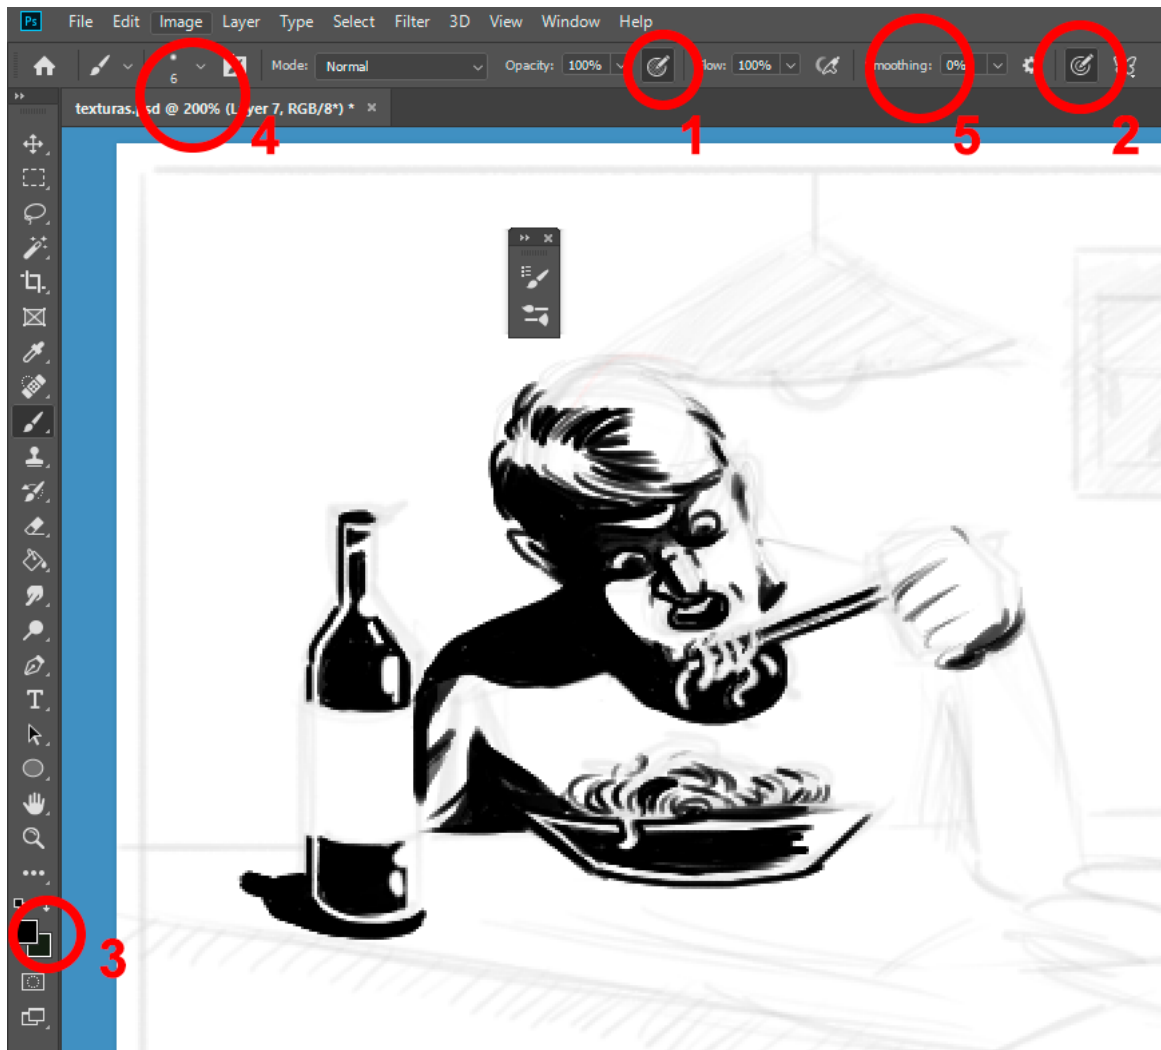 Ps File Edit Image Layer Type Select Filter 3D View Window Help
6 Mode: Normal Opacity: 100% low: 100% moothing: 0%
texturas.psd @ 200% (Layer 7, RGB/8*) * ×
4 1 5 2
T
3